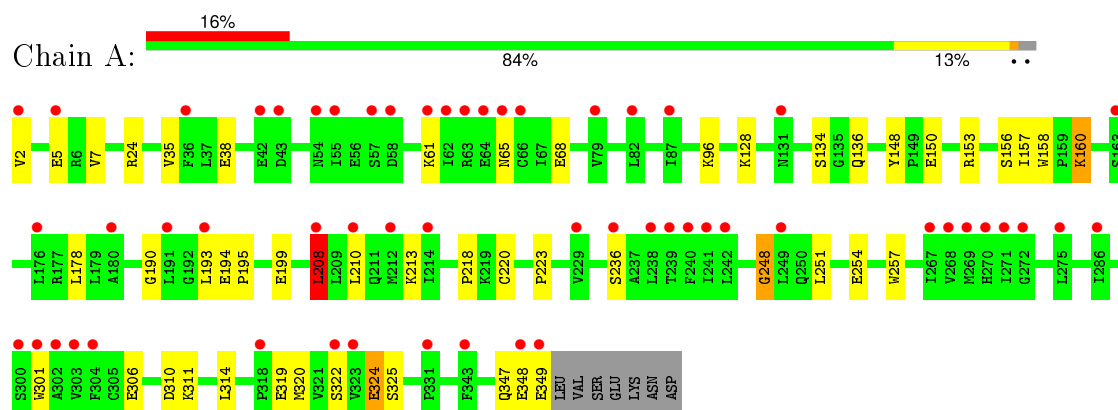 16%
Chain A:
84% 13% • •
V2 E5 R6 V7 R24 V35 F36 L37 E38 E42 D43 N54 I55 E56 S57 D58 K61 I62 R63 E64 N65 C66 I67 E68 V79 L82 I87 K96 K128 N131 S134 G135 Q136 Y148 P149 E150 R153 S156 I157 W158 P159 K160 S163
L176 R177 L178 L179 A180 G190 L191 G192 L193 E194 P195 E199 L208 L209 L210 Q211 M212 K213 I214 P218 K219 C220 P223 V229 S236 A237 L238 T239 F240 I241 L242 G248 L249 Q250 L251 E254 W257 I267 V268 M269 H270 I271 G272 L275 I286
S300 W301 A302 V303 F304 C305 E306 D310 K311 L314 P318 E319 M320 V321 S322 V323 E324 S325 P331 F343 Q347 E348 E349 LEU VAL SER GLU LYS ASN ASP